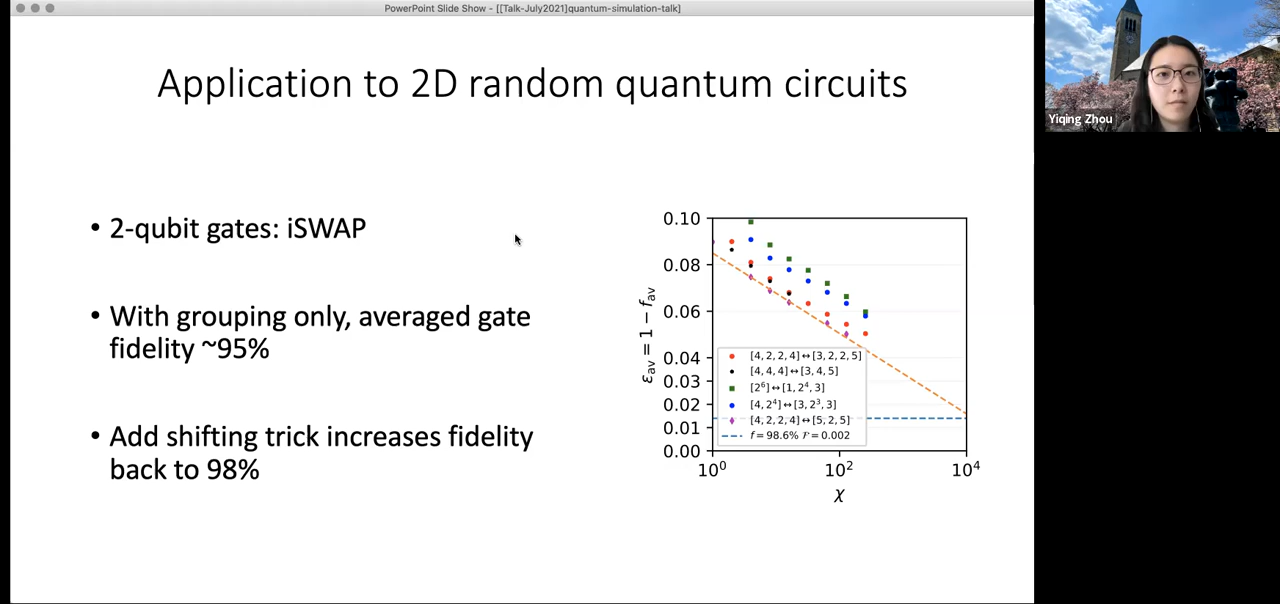 PowerPoint Slide Show - [[Talk-July2021]quantum-simulation-talk]
Yiqing Zhou
Application to 2D random quantum circuits
• 2-qubit gates: iSWAP
• With grouping only, averaged gate
fidelity ~95%
• Add shifting trick increases fidelity
back to 98%
0.10
0.08
0.06
0.04
0.03
0.02
0.01
0.00
εav = 1 − fav
[4, 2, 2, 4]↔[3, 2, 2, 5]
[4, 4, 4]↔[3, 4, 5]
[2⁶]↔[1, 2⁴, 3]
[4, 2⁴]↔[3, 2³, 3]
[4, 2, 2, 4]↔[5, 2, 5]
f = 98.6% 𝓕 = 0.002
10⁰ 10² 10⁴
χ